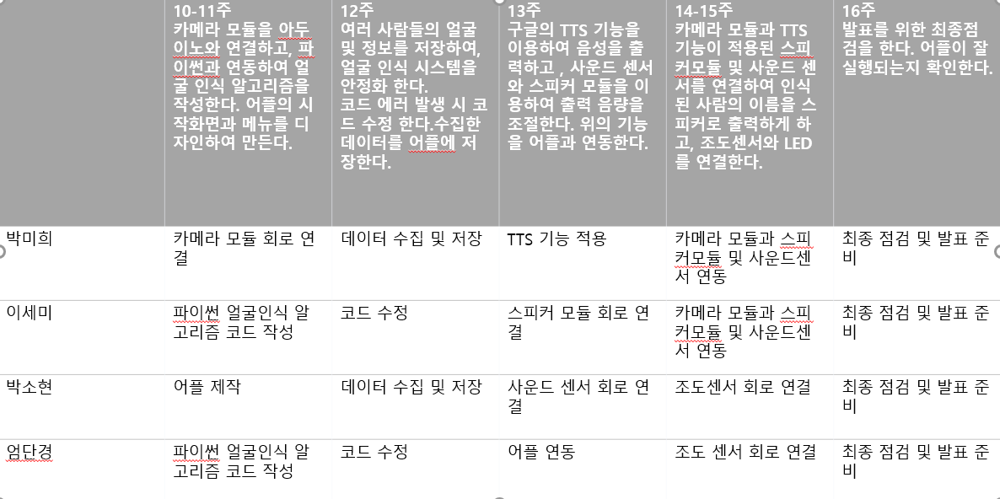 10-11주
카메라 모듈을 아두
이노와 연결하고, 파
이썬과 연동하여 얼
굴 인식 알고리즘을
작성한다. 어플의 시
작화면과 메뉴를 디
자인하여 만든다.
12주
여러 사람들의 얼굴
및 정보를 저장하여,
얼굴 인식 시스템을
안정화 한다.
코드 에러 발생 시 코
드 수정 한다.수집한
데이터를 어플에 저
장한다.
13주
구글의 TTS 기능을
이용하여 음성을 출
력하고 , 사운드 센서
와 스피커 모듈을 이
용하여 출력 음량을
조절한다. 위의 기능
을 어플과 연동한다.
14-15주
카메라 모듈과 TTS
기능이 적용된 스피
커모듈 및 사운드 센
서를 연결하여 인식
된 사람의 이름을 스
피커로 출력하게 하
고, 조도센서와 LED
를 연결한다.
16주
발표를 위한 최종점
검을 한다. 어플이 잘
실행되는지 확인한다.
박미희
카메라 모듈 회로 연
결
데이터 수집 및 저장
TTS 기능 적용
카메라 모듈과 스피
커모듈 및 사운드센
서 연동
최종 점검 및 발표 준
비
이세미
파이썬 얼굴인식 알
고리즘 코드 작성
코드 수정
스피커 모듈 회로 연
결
카메라 모듈과 스피
커모듈 및 사운드센
서 연동
최종 점검 및 발표 준
비
박소현
어플 제작
데이터 수집 및 저장
사운드 센서 회로 연
결
조도센서 회로 연결
최종 점검 및 발표 준
비
엄단경
파이썬 얼굴인식 알
고리즘 코드 작성
코드 수정
어플 연동
조도 센서 회로 연결
최종 점검 및 발표 준
비